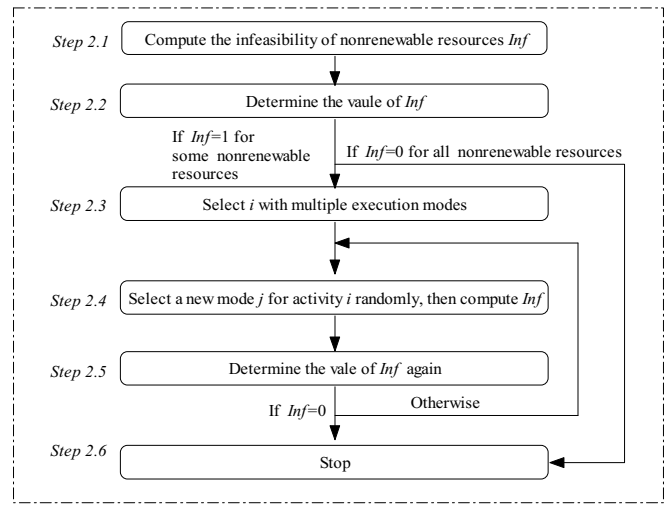 Step 2.1
Compute the infeasibility of nonrenewable resources Inf
Step 2.2
Determine the vaule of Inf
If Inf=1 for
some nonrenewable
resources
If Inf=0 for all nonrenewable resources
Step 2.3
Select i with multiple execution modes
Step 2.4
Select a new mode j for activity i randomly, then compute Inf
Step 2.5
Determine the vale of Inf again
If Inf=0
Otherwise
Step 2.6
Stop